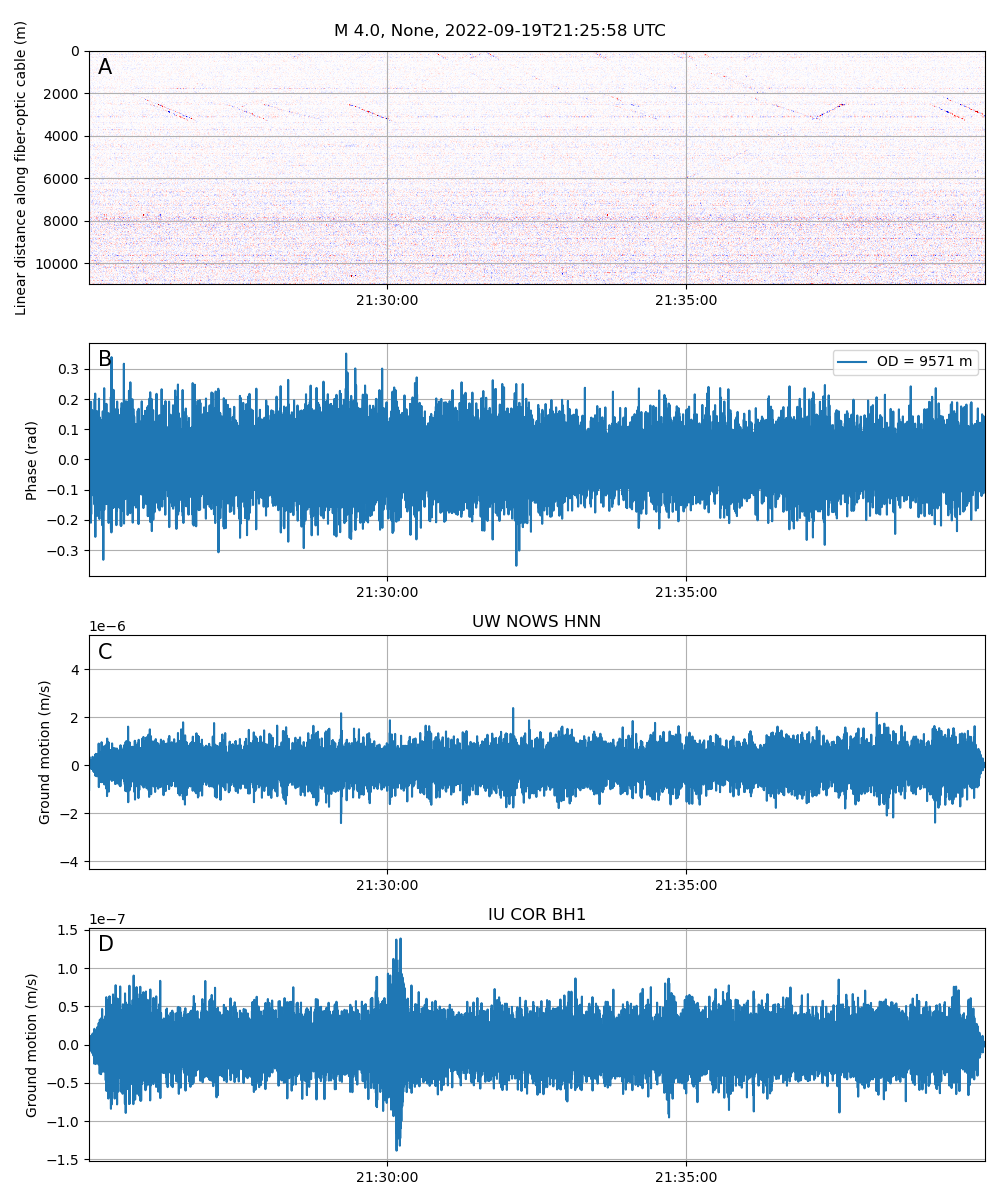 M 4.0, None, 2022-09-19T21:25:58 UTC
A
Linear distance along fiber-optic cable (m)
0
2000
4000
6000
8000
10000
21:30:00 21:35:00
B
OD = 9571 m
Phase (rad)
0.3
0.2
0.1
0.0
−0.1
−0.2
−0.3
21:30:00 21:35:00
UW NOWS HNN
1e−6
C
Ground motion (m/s)
4
2
0
−2
−4
21:30:00 21:35:00
IU COR BH1
1e−7
D
Ground motion (m/s)
1.5
1.0
0.5
0.0
−0.5
−1.0
−1.5
21:30:00 21:35:00